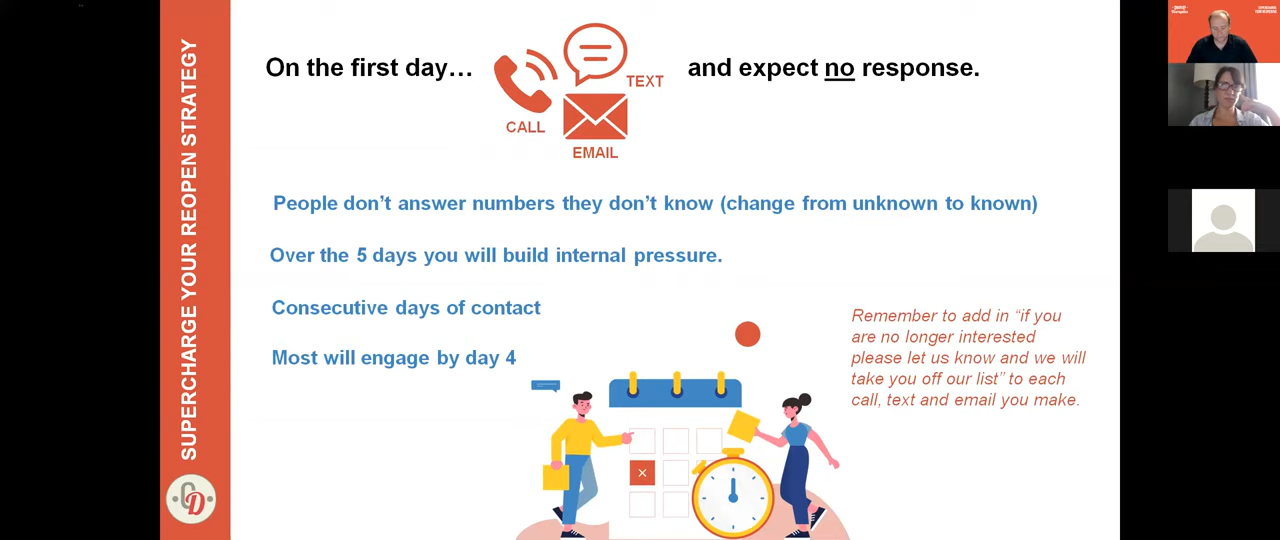 SUPERCHARGE YOUR REOPEN STRATEGY
On the first day…
CALL
TEXT
EMAIL
and expect no response.
People don’t answer numbers they don’t know (change from unknown to known)
Over the 5 days you will build internal pressure.
Consecutive days of contact
Most will engage by day 4
Remember to add in “if you
are no longer interested
please let us know and we will
take you off our list” to each
call, text and email you make.
CD